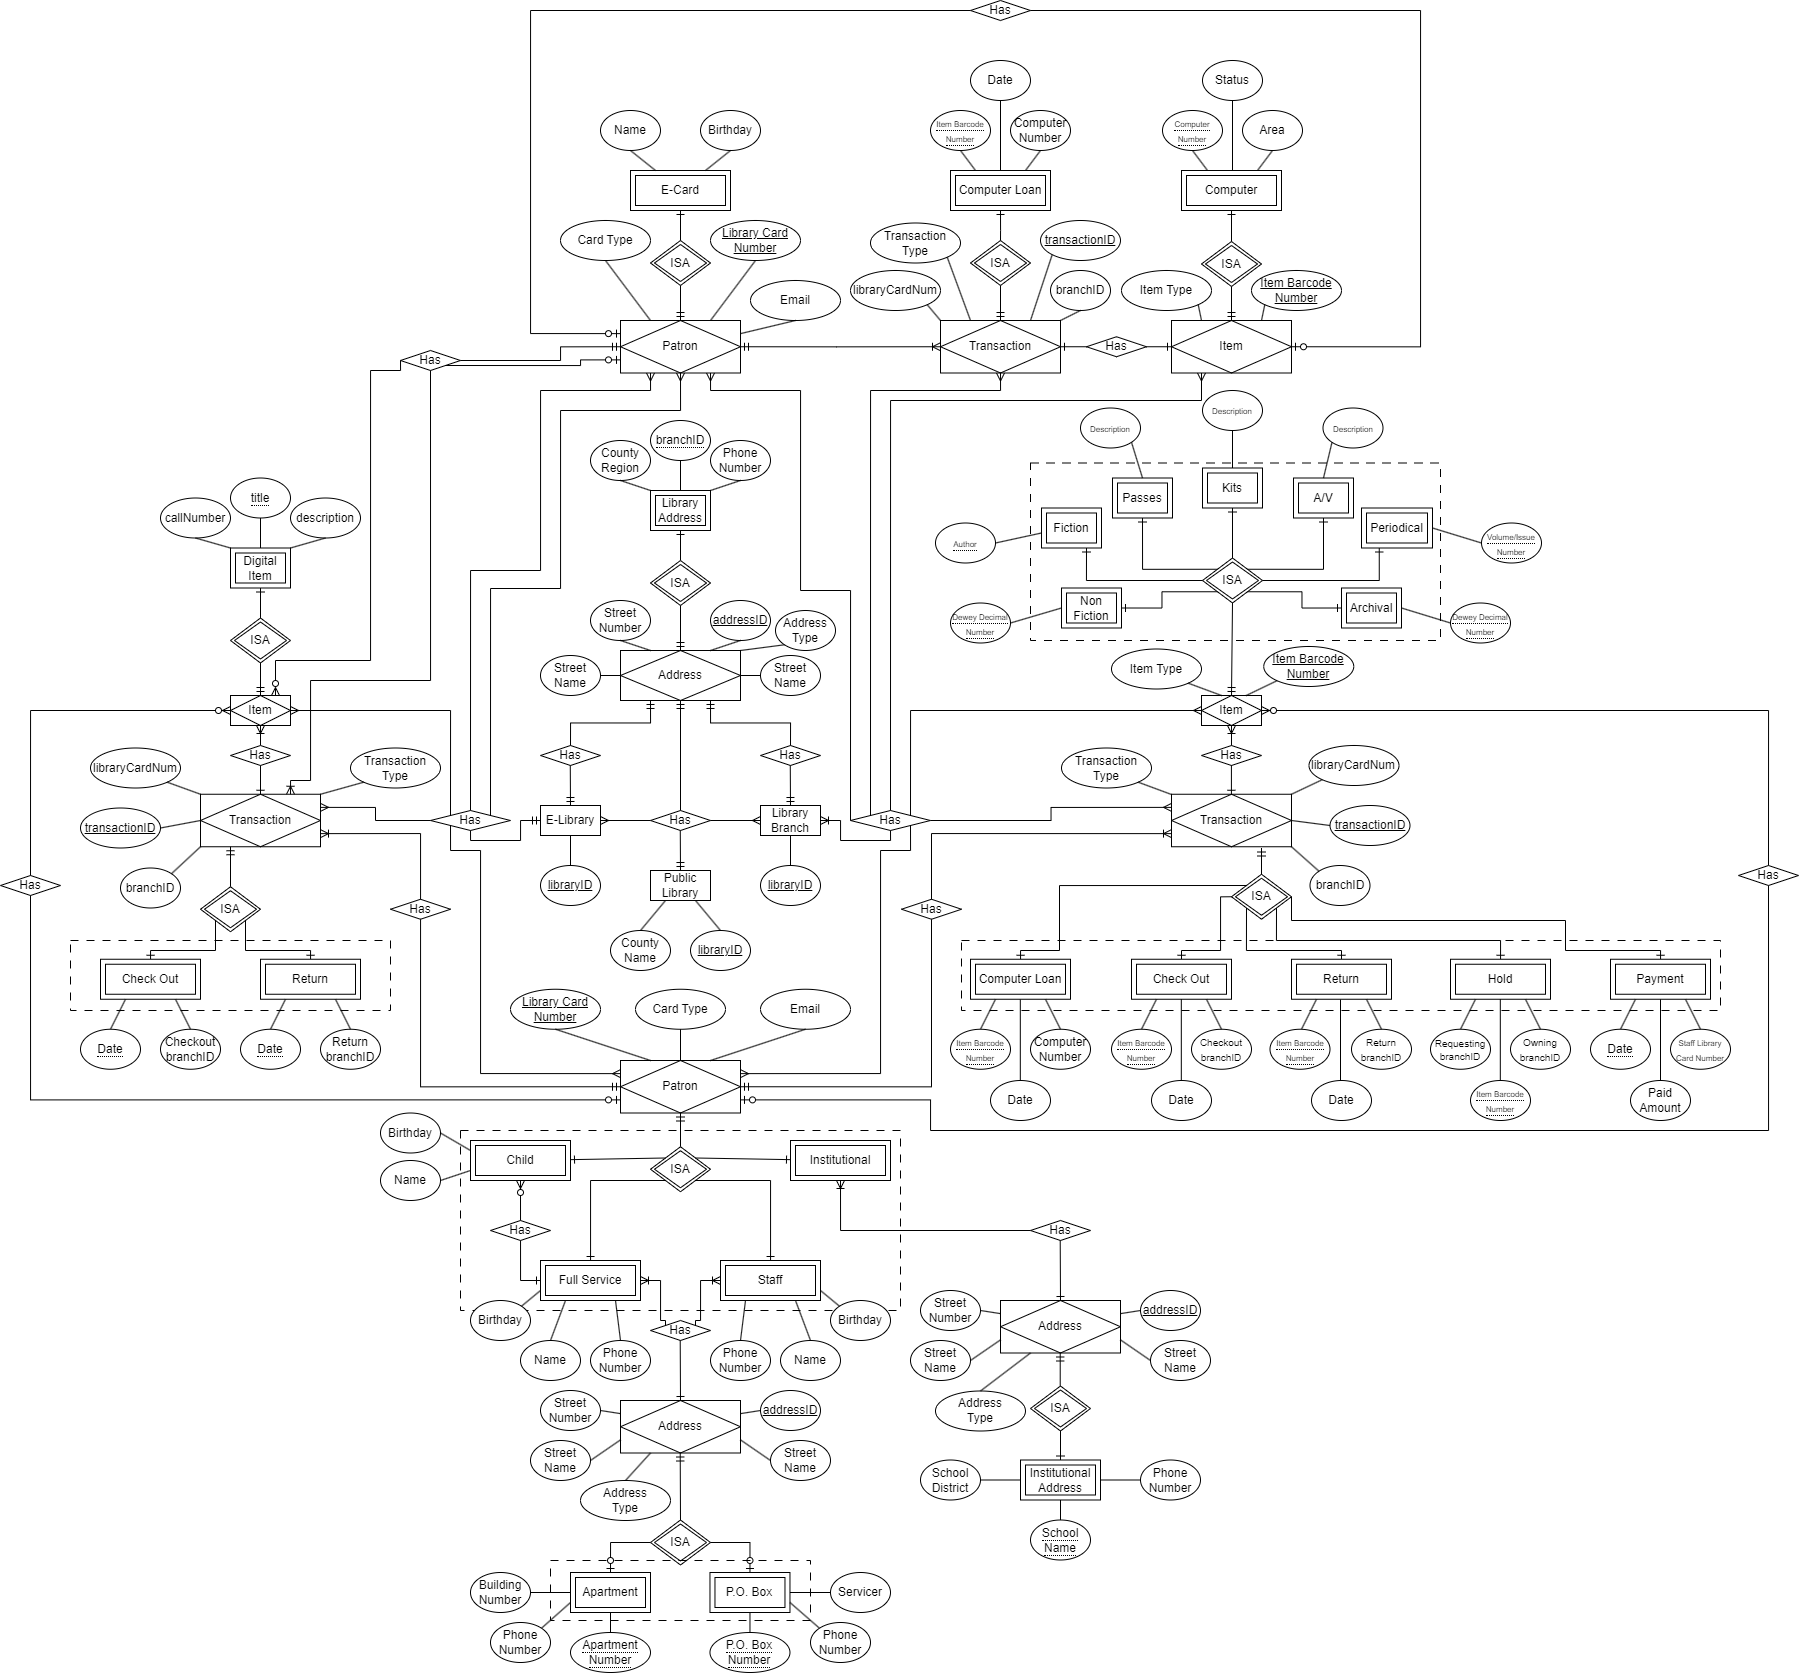 Has
Date
Status
Name
Birthday
Item Barcode
Number
Computer
Number
Computer
Number
Area
E-Card
Computer Loan
Computer
Card Type
Library Card
Number
Transaction
Type
transactionID
ISA
ISA
ISA
Email
libraryCardNum
branchID
Item Type
Item Barcode
Number
Patron
Transaction
Has
Item
Has
Description
Description
Description
branchID
County
Region
Phone
Number
title
callNumber
description
Library
Address
Passes
Kits
A/V
Fiction
Periodical
Author
Volume/Issue
Number
Digital
Item
ISA
ISA
Non
Fiction
Archival
Dewey Decimal
Number
Dewey Decimal
Number
ISA
Street
Number
addressID
Address
Type
Street
Name
Address
Street
Name
Item Type
Item Barcode
Number
Item
Item
Has
Has
Has
Has
libraryCardNum
Transaction
Type
Transaction
Type
libraryCardNum
transactionID
Transaction
Has
E-Library
Has
Library
Branch
Has
Transaction
transactionID
branchID
libraryID
Public
Library
libraryID
branchID
Has
Has
ISA
Has
Has
ISA
County
Name
libraryID
Check Out
Return
Computer Loan
Check Out
Return
Hold
Payment
Date
Checkout
branchID
Date
Return
branchID
Library Card
Number
Card Type
Email
Item Barcode
Number
Computer
Number
Item Barcode
Number
Checkout
branchID
Item Barcode
Number
Return
branchID
Requesting
branchID
Owning
branchID
Date
Staff Library
Card Number
Patron
Date
Date
Date
Item Barcode
Number
Paid
Amount
Birthday
Child
ISA
Institutional
Name
Has
Has
Full Service
Staff
Birthday
Has
Birthday
Name
Phone
Number
Phone
Number
Name
Street
Number
addressID
Address
Street
Name
Street
Name
Address
Type
ISA
Street
Number
addressID
Address
Street
Name
Street
Name
Address
Type
School
District
Institutional
Address
Phone
Number
School
Name
ISA
Building
Number
Apartment
P.O. Box
Servicer
Phone
Number
Apartment
Number
P.O. Box
Number
Phone
Number